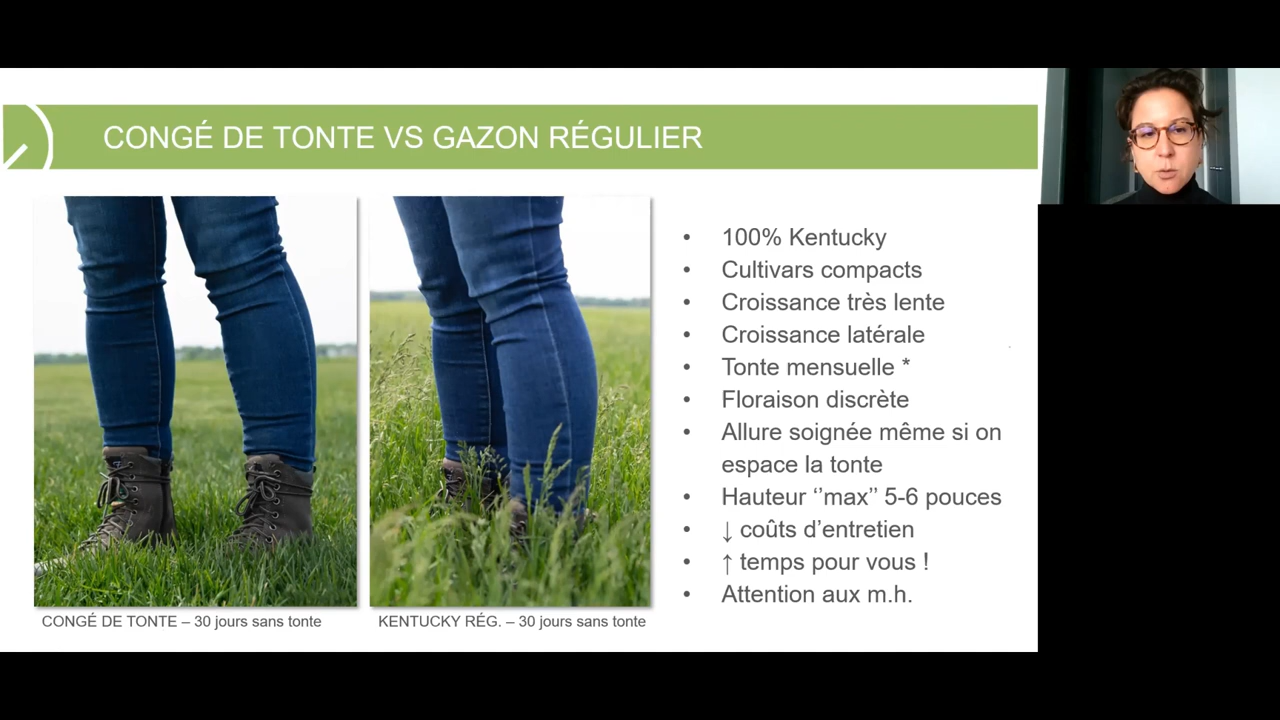 CONGÉ DE TONTE VS GAZON RÉGULIER
• 100% Kentucky
• Cultivars compacts
• Croissance très lente
• Croissance latérale
• Tonte mensuelle *
• Floraison discrète
• Allure soignée même si on
espace la tonte
• Hauteur ‘’max’’ 5-6 pouces
• ↓ coûts d’entretien
• ↑ temps pour vous !
• Attention aux m.h.
CONGÉ DE TONTE – 30 jours sans tonte
KENTUCKY RÉG. – 30 jours sans tonte